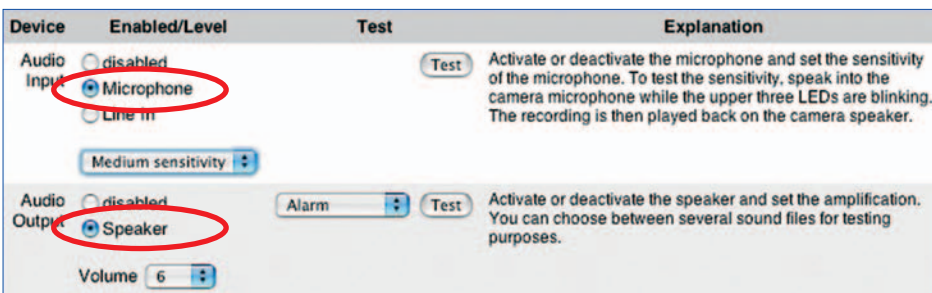 Device Enabled/Level Test Explanation
Audio Input
disabled
Microphone
Line In
Medium sensitivity
Test
Activate or deactivate the microphone and set the sensitivity
of the microphone. To test the sensitivity, speak into the
camera microphone while the upper three LEDs are blinking.
The recording is then played back on the camera speaker.
Audio
Output
disabled
Speaker
Volume 6
Alarm Test
Activate or deactivate the speaker and set the amplification.
You can choose between several sound files for testing
purposes.